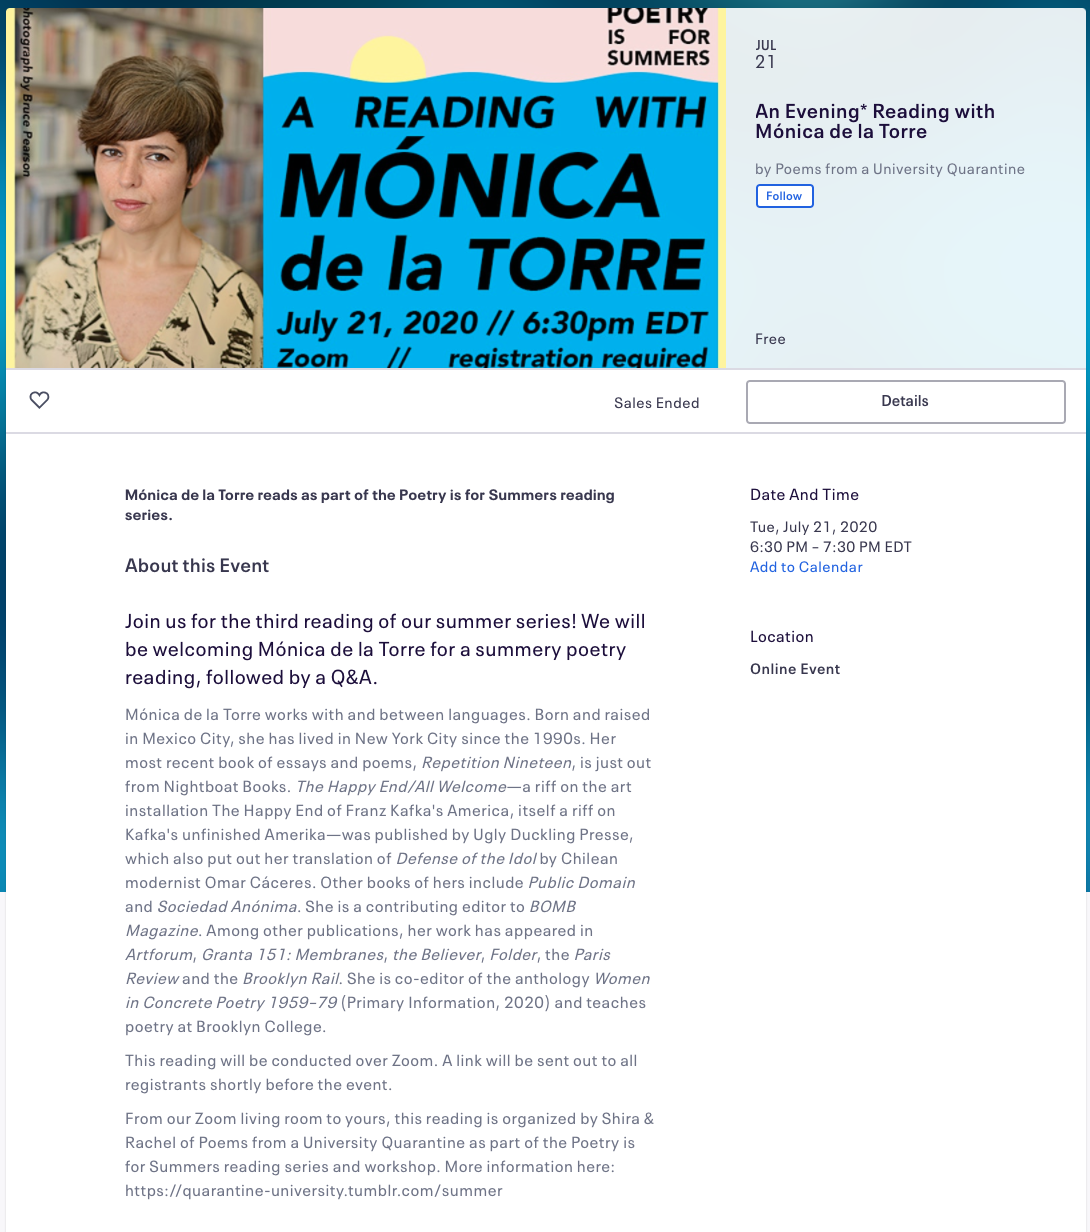 photograph by Bruce Pearson
POETRY
IS FOR
SUMMERS
A READING WITH
MÓNICA
de la TORRE
July 21, 2020 // 6:30pm EDT
Zoom // registration required
JUL
21
An Evening* Reading with
Mónica de la Torre
by Poems from a University Quarantine
Follow
Free
Sales Ended
Details
Mónica de la Torre reads as part of the Poetry is for Summers reading
series.
About this Event
Join us for the third reading of our summer series! We will
be welcoming Mónica de la Torre for a summery poetry
reading, followed by a Q&A.
Mónica de la Torre works with and between languages. Born and raised
in Mexico City, she has lived in New York City since the 1990s. Her
most recent book of essays and poems, Repetition Nineteen, is just out
from Nightboat Books. The Happy End/All Welcome—a riff on the art
installation The Happy End of Franz Kafka's America, itself a riff on
Kafka's unfinished Amerika—was published by Ugly Duckling Presse,
which also put out her translation of Defense of the Idol by Chilean
modernist Omar Cáceres. Other books of hers include Public Domain
and Sociedad Anónima. She is a contributing editor to BOMB
Magazine. Among other publications, her work has appeared in
Artforum, Granta 151: Membranes, the Believer, Folder, the Paris
Review and the Brooklyn Rail. She is co-editor of the anthology Women
in Concrete Poetry 1959–79 (Primary Information, 2020) and teaches
poetry at Brooklyn College.
This reading will be conducted over Zoom. A link will be sent out to all
registrants shortly before the event.
From our Zoom living room to yours, this reading is organized by Shira &
Rachel of Poems from a University Quarantine as part of the Poetry is
for Summers reading series and workshop. More information here:
https://quarantine-university.tumblr.com/summer
Date And Time
Tue, July 21, 2020
6:30 PM – 7:30 PM EDT
Add to Calendar
Location
Online Event